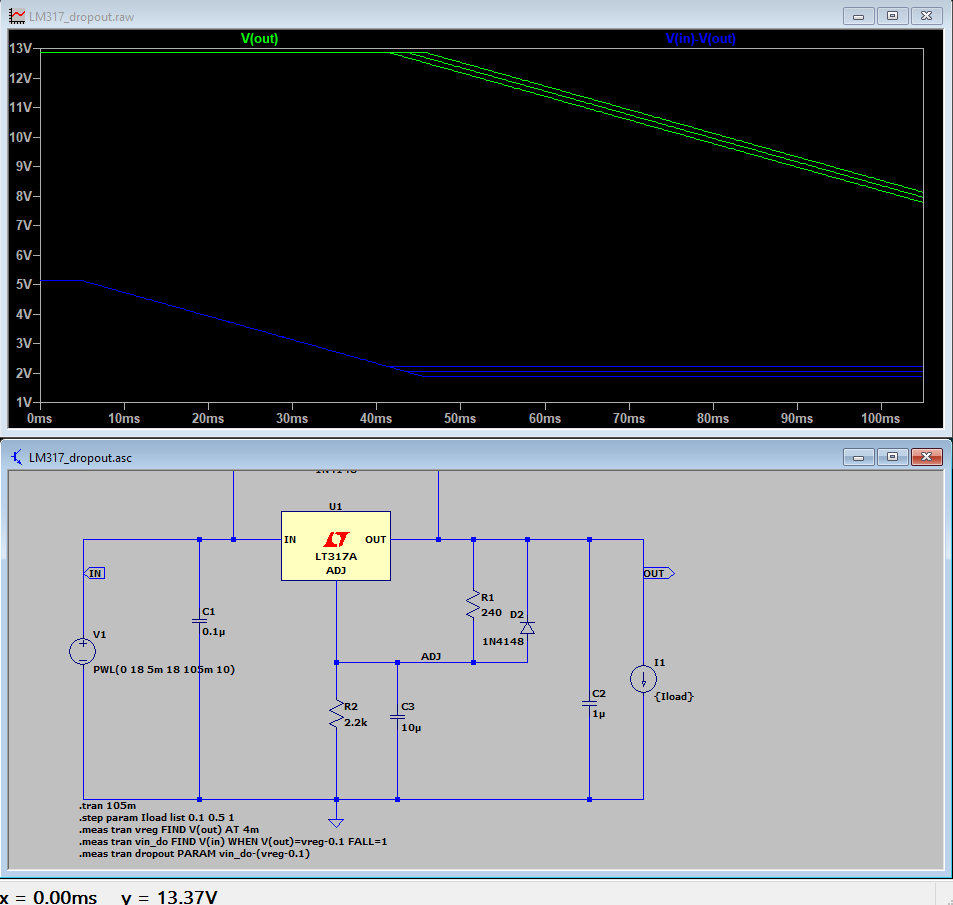 LM317_dropout.raw
V(out) V(in)-V(out)
13V
12V
11V
10V
9V
8V
7V
6V
5V
4V
3V
2V
1V
0ms 10ms 20ms 30ms 40ms 50ms 60ms 70ms 80ms 90ms 100ms
LM317_dropout.asc
1N4148
U1
IN OUT
LT317A
ADJ
IN
OUT
C1
0.1µ
R1
240
D2
1N4148
V1
PWL(0 18 5m 18 105m 10)
ADJ
I1
{Iload}
R2
2.2k
C3
10µ
C2
1µ
.tran 105m
.step param Iload list 0.1 0.5 1
.meas tran vreg FIND V(out) AT 4m
.meas tran vin_do FIND V(in) WHEN V(out)=vreg-0.1 FALL=1
.meas tran dropout PARAM vin_do-(vreg-0.1)
x = 0.00ms y = 13.37V